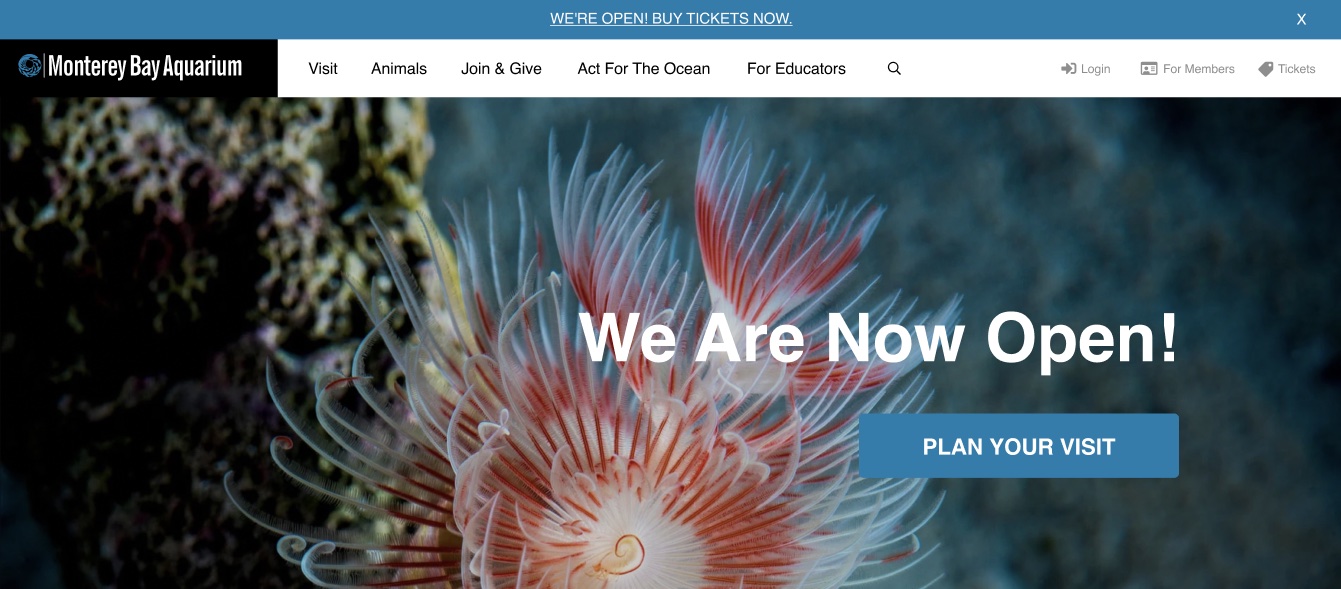 WE'RE OPEN! BUY TICKETS NOW.
X
Monterey Bay Aquarium
Visit
Animals
Join & Give
Act For The Ocean
For Educators
Login
For Members
Tickets
We Are Now Open!
PLAN YOUR VISIT